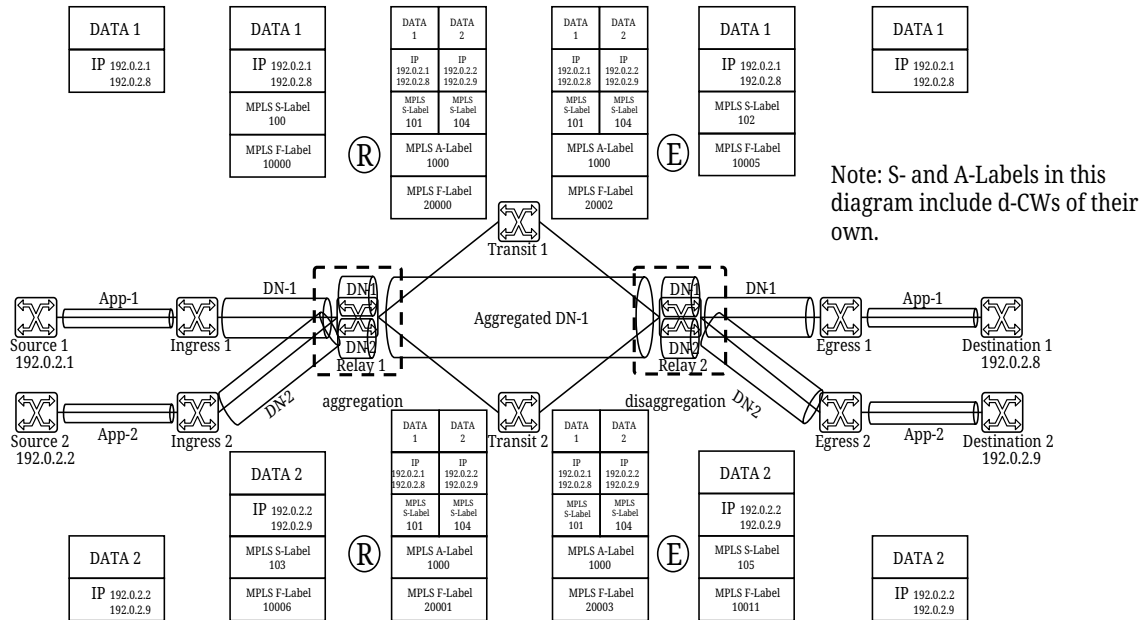 DATA 1
IP 192.0.2.1
192.0.2.8
DATA 1
IP 192.0.2.1
192.0.2.8
MPLS S-Label
100
MPLS F-Label
10000
R
DATA
1
DATA
2
IP
192.0.2.1
192.0.2.8
IP
192.0.2.2
192.0.2.9
MPLS
S-Label
101
MPLS
S-Label
104
MPLS A-Label
1000
MPLS F-Label
20000
DATA
1
DATA
2
IP
192.0.2.1
192.0.2.8
IP
192.0.2.2
192.0.2.9
MPLS
S-Label
101
MPLS
S-Label
104
MPLS A-Label
1000
MPLS F-Label
20002
E
DATA 1
IP 192.0.2.1
192.0.2.8
MPLS S-Label
102
MPLS F-Label
10005
DATA 1
IP 192.0.2.1
192.0.2.8
Note: S- and A-Labels in this
diagram include d-CWs of their
own.
Transit 1
App-1
DN-1
DN-1
Aggregated DN-1
DN-1
DN-1
App-1
Source 1
192.0.2.1
Ingress 1
DN-2
Relay 1
DN-2
Relay 2
Egress 1
Destination 1
192.0.2.8
DN-2
aggregation
disaggregation
DN-2
App-2
App-2
Source 2
192.0.2.2
Ingress 2
Transit 2
Egress 2
Destination 2
192.0.2.9
DATA 2
IP 192.0.2.2
192.0.2.9
DATA 2
IP 192.0.2.2
192.0.2.9
MPLS S-Label
103
MPLS F-Label
10006
R
DATA
1
DATA
2
IP
192.0.2.1
192.0.2.8
IP
192.0.2.2
192.0.2.9
MPLS
S-Label
101
MPLS
S-Label
104
MPLS A-Label
1000
MPLS F-Label
20001
DATA
1
DATA
2
IP
192.0.2.1
192.0.2.8
IP
192.0.2.2
192.0.2.9
MPLS
S-Label
101
MPLS
S-Label
104
MPLS A-Label
1000
MPLS F-Label
20003
E
DATA 2
IP 192.0.2.2
192.0.2.9
MPLS S-Label
105
MPLS F-Label
10011
DATA 2
IP 192.0.2.2
192.0.2.9